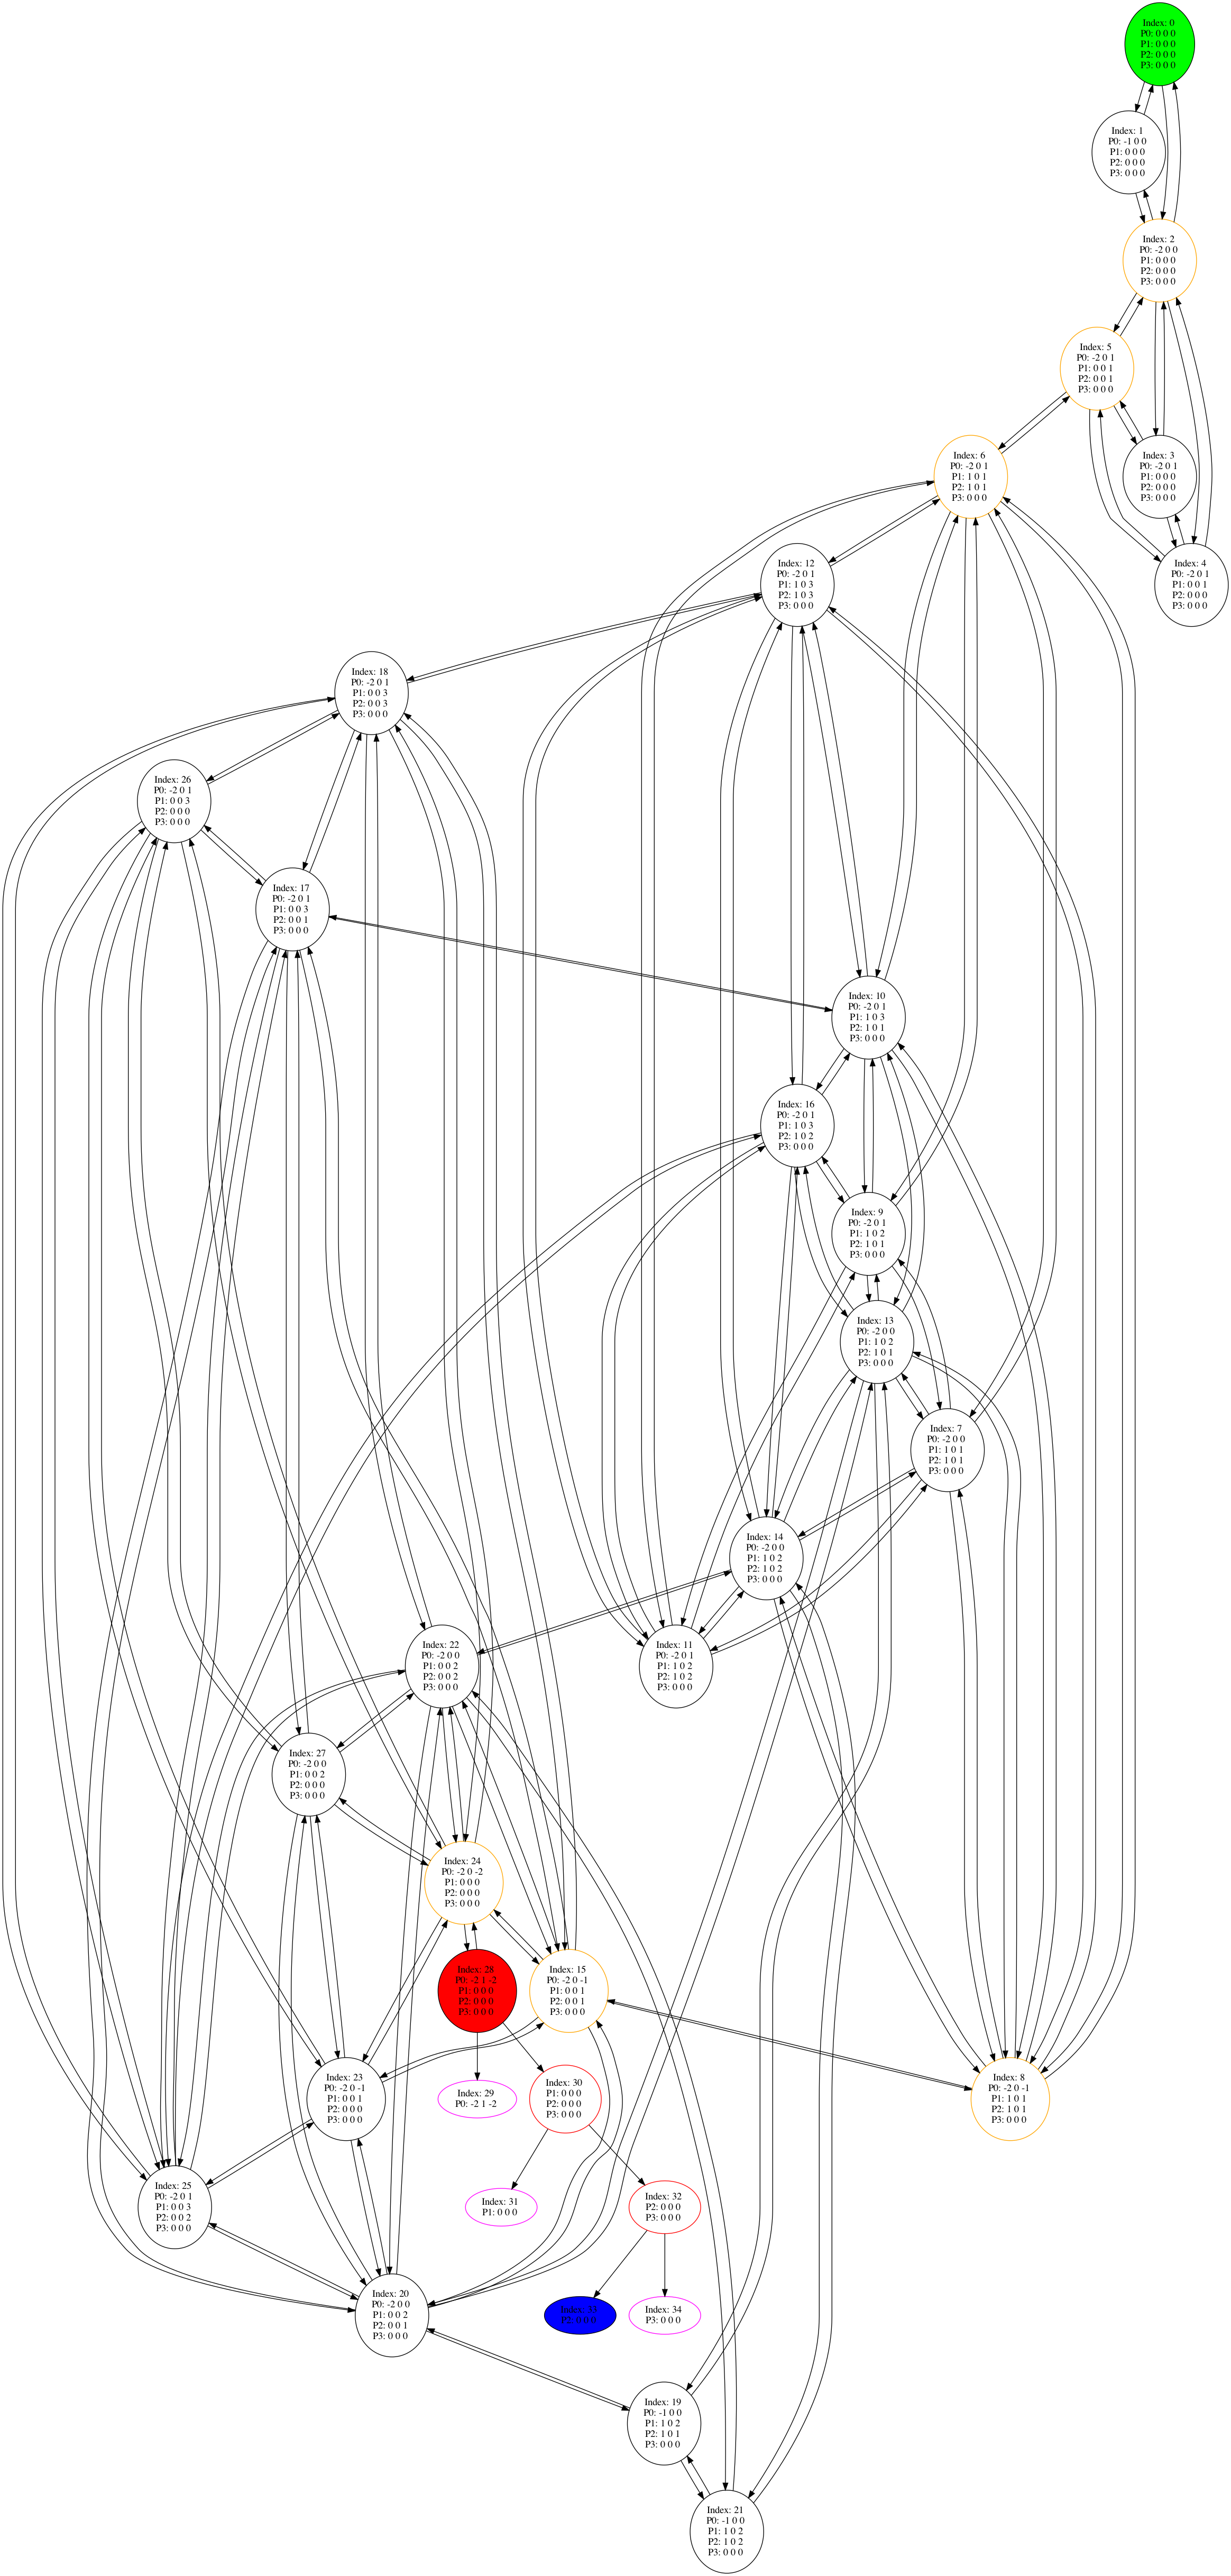 Index: 0
P0: 0 0 0
P1: 0 0 0
P2: 0 0 0
P3: 0 0 0
Index: 1
P0: -1 0 0
P1: 0 0 0
P2: 0 0 0
P3: 0 0 0
Index: 2
P0: -2 0 0
P1: 0 0 0
P2: 0 0 0
P3: 0 0 0
Index: 5
P0: -2 0 1
P1: 0 0 1
P2: 0 0 1
P3: 0 0 0
Index: 3
P0: -2 0 1
P1: 0 0 0
P2: 0 0 0
P3: 0 0 0
Index: 6
P0: -2 0 1
P1: 1 0 1
P2: 1 0 1
P3: 0 0 0
Index: 4
P0: -2 0 1
P1: 0 0 1
P2: 0 0 0
P3: 0 0 0
Index: 12
P0: -2 0 1
P1: 1 0 3
P2: 1 0 3
P3: 0 0 0
Index: 18
P0: -2 0 1
P1: 0 0 3
P2: 0 0 3
P3: 0 0 0
Index: 26
P0: -2 0 1
P1: 0 0 3
P2: 0 0 0
P3: 0 0 0
Index: 17
P0: -2 0 1
P1: 0 0 3
P2: 0 0 1
P3: 0 0 0
Index: 10
P0: -2 0 1
P1: 1 0 3
P2: 1 0 1
P3: 0 0 0
Index: 16
P0: -2 0 1
P1: 1 0 3
P2: 1 0 2
P3: 0 0 0
Index: 9
P0: -2 0 1
P1: 1 0 2
P2: 1 0 1
P3: 0 0 0
Index: 13
P0: -2 0 0
P1: 1 0 2
P2: 1 0 1
P3: 0 0 0
Index: 7
P0: -2 0 0
P1: 1 0 1
P2: 1 0 1
P3: 0 0 0
Index: 14
P0: -2 0 0
P1: 1 0 2
P2: 1 0 2
P3: 0 0 0
Index: 22
P0: -2 0 0
P1: 0 0 2
P2: 0 0 2
P3: 0 0 0
Index: 11
P0: -2 0 1
P1: 1 0 2
P2: 1 0 2
P3: 0 0 0
Index: 27
P0: -2 0 0
P1: 0 0 2
P2: 0 0 0
P3: 0 0 0
Index: 24
P0: -2 0 -2
P1: 0 0 0
P2: 0 0 0
P3: 0 0 0
Index: 28
P0: -2 1 -2
P1: 0 0 0
P2: 0 0 0
P3: 0 0 0
Index: 15
P0: -2 0 -1
P1: 0 0 1
P2: 0 0 1
P3: 0 0 0
Index: 23
P0: -2 0 -1
P1: 0 0 1
P2: 0 0 0
P3: 0 0 0
Index: 29
P0: -2 1 -2
Index: 30
P1: 0 0 0
P2: 0 0 0
P3: 0 0 0
Index: 8
P0: -2 0 -1
P1: 1 0 1
P2: 1 0 1
P3: 0 0 0
Index: 25
P0: -2 0 1
P1: 0 0 3
P2: 0 0 2
P3: 0 0 0
Index: 31
P1: 0 0 0
Index: 32
P2: 0 0 0
P3: 0 0 0
Index: 20
P0: -2 0 0
P1: 0 0 2
P2: 0 0 1
P3: 0 0 0
Index: 33
P2: 0 0 0
Index: 34
P3: 0 0 0
Index: 19
P0: -1 0 0
P1: 1 0 2
P2: 1 0 1
P3: 0 0 0
Index: 21
P0: -1 0 0
P1: 1 0 2
P2: 1 0 2
P3: 0 0 0